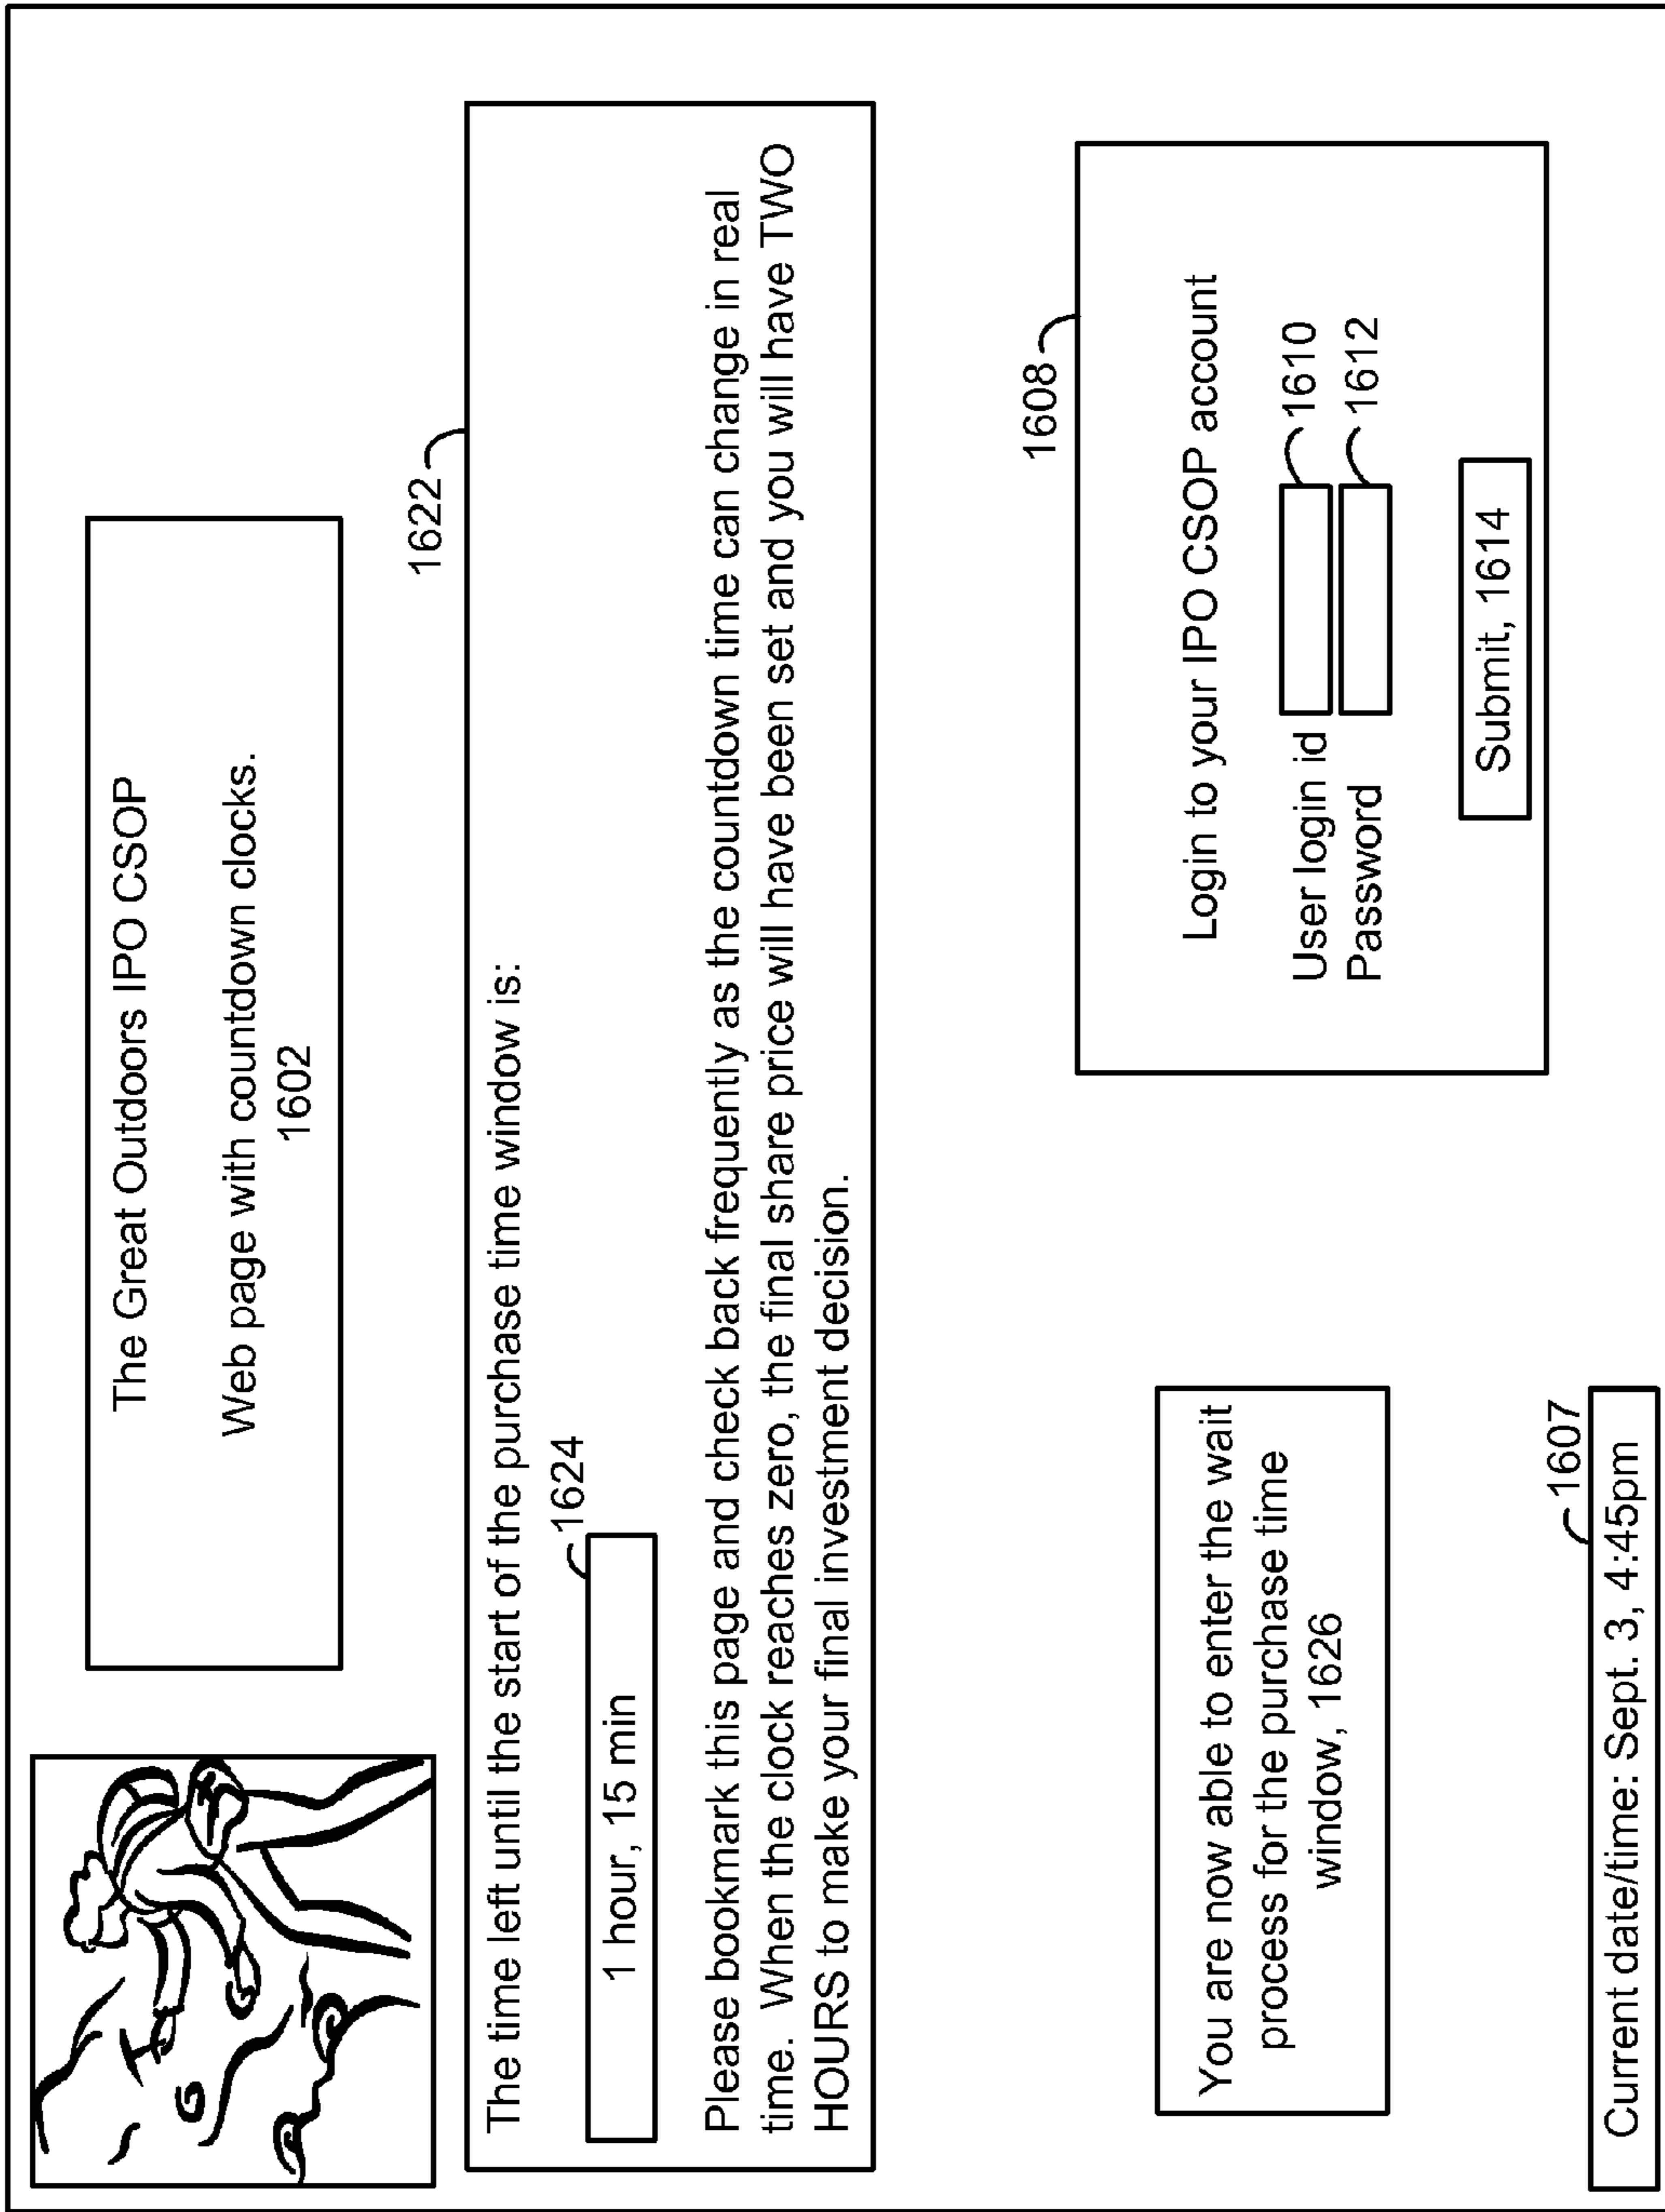 The Great Outdoors IPO CSOP
Web page with countdown clocks.
1602
1622
The time left until the start of the purchase time window is:
1624
1 hour, 15 min
Please bookmark this page and check back frequently as the countdown time can change in real
time. When the clock reaches zero, the final share price will have been set and you will have TWO
HOURS to make your final investment decision.
1608
Login to your IPO CSOP account
User login id 1610
Password 1612
Submit, 1614
You are now able to enter the wait
process for the purchase time
window, 1626
1607
Current date/time: Sept. 3, 4:45pm